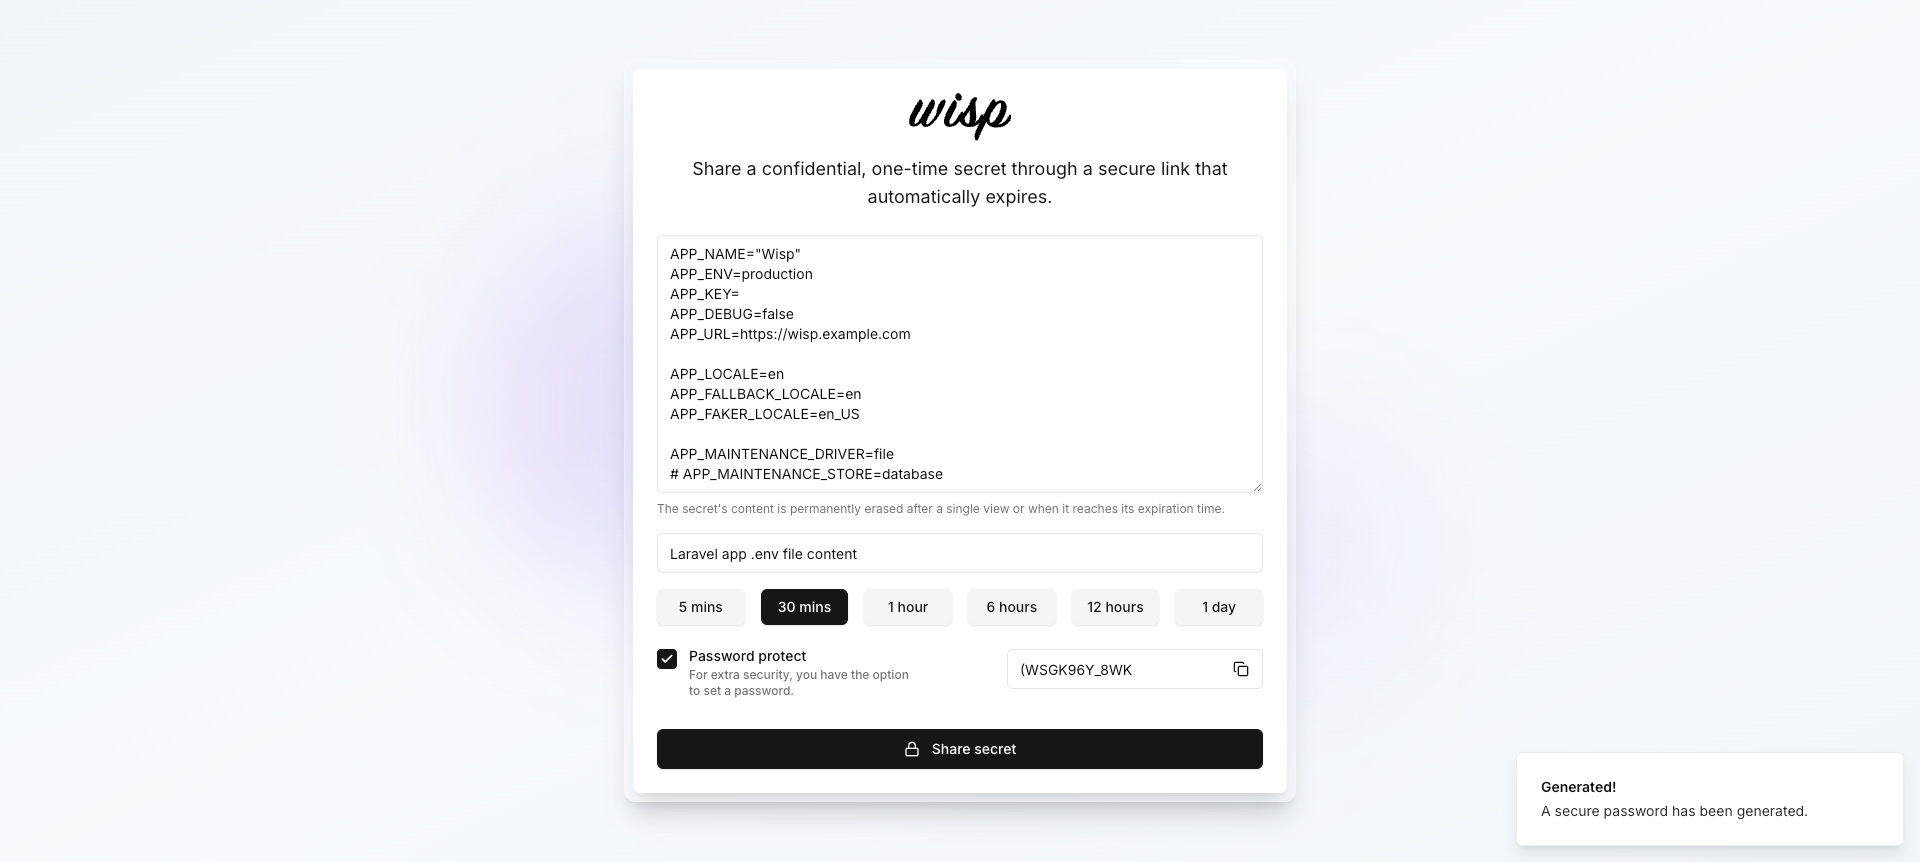 wisp
Share a confidential, one-time secret through a secure link that
automatically expires.
APP_NAME="Wisp"
APP_ENV=production
APP_KEY=
APP_DEBUG=false
APP_URL=https://wisp.example.com
APP_LOCALE=en
APP_FALLBACK_LOCALE=en
APP_FAKER_LOCALE=en_US
APP_MAINTENANCE_DRIVER=file
# APP_MAINTENANCE_STORE=database
The secret's content is permanently erased after a single view or when it reaches its expiration time.
Laravel app .env file content
5 mins 30 mins 1 hour 6 hours 12 hours 1 day
Password protect
For extra security, you have the option
to set a password.
(WSGK96Y_8WK
Share secret
Generated!
A secure password has been generated.